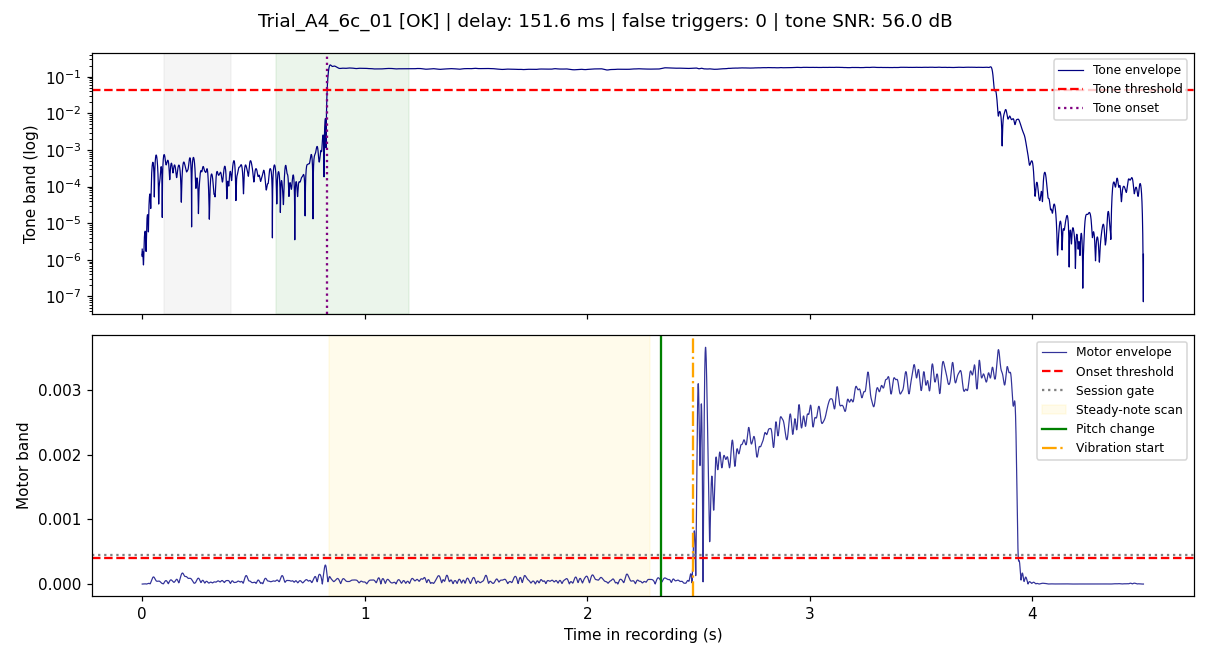 Trial_A4_6c_01 [OK] | delay: 151.6 ms | false triggers: 0 | tone SNR: 56.0 dB
Tone band (log)
10⁻¹
10⁻²
10⁻³
10⁻⁴
10⁻⁵
10⁻⁶
10⁻⁷
Tone envelope
Tone threshold
Tone onset
Motor band
0.003
0.002
0.001
0.000
Motor envelope
Onset threshold
Session gate
Steady-note scan
Pitch change
Vibration start
0 1 2 3 4
Time in recording (s)